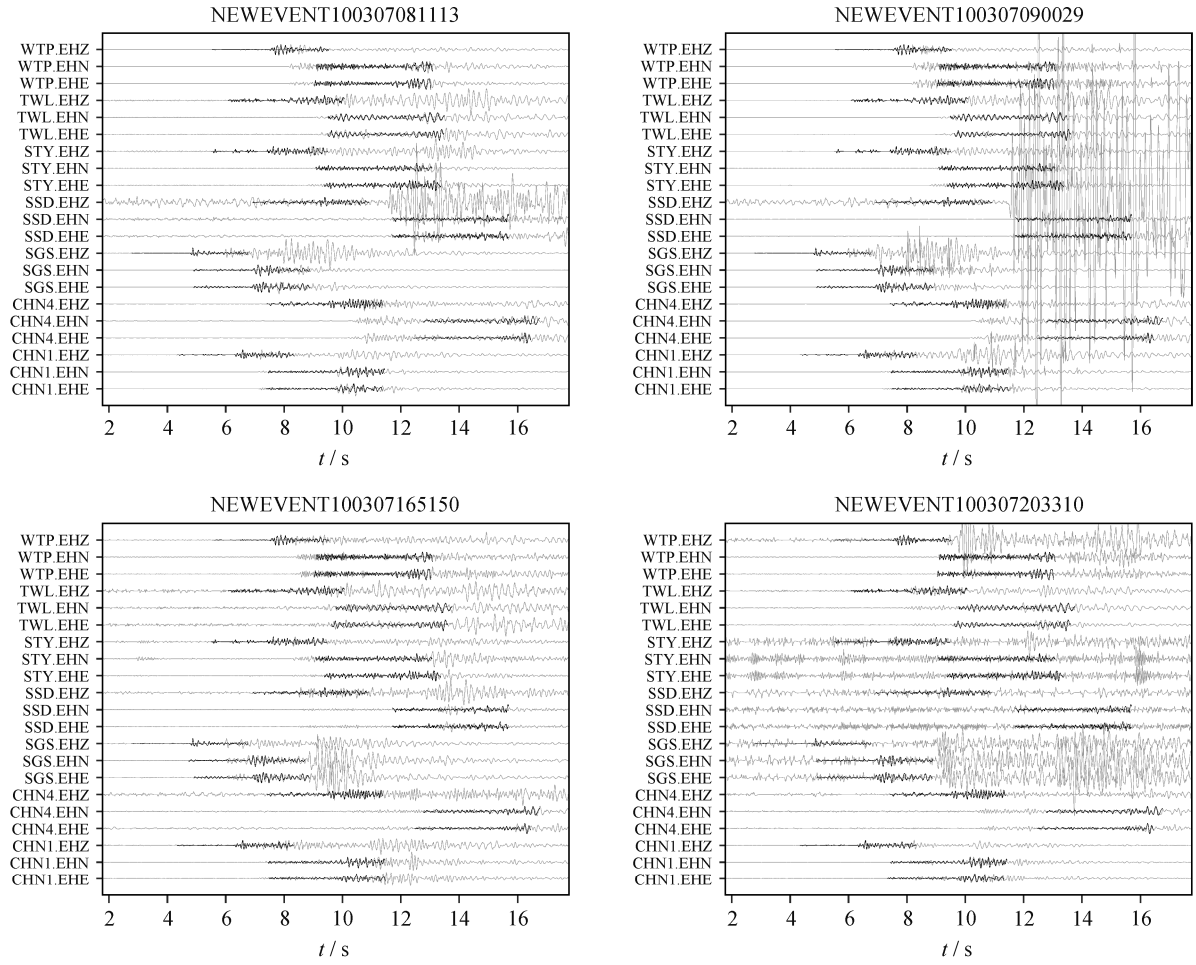 NEWEVENT100307081113
WTP.EHZ
WTP.EHN
WTP.EHE
TWL.EHZ
TWL.EHN
TWL.EHE
STY.EHZ
STY.EHN
STY.EHE
SSD.EHZ
SSD.EHN
SSD.EHE
SGS.EHZ
SGS.EHN
SGS.EHE
CHN4.EHZ
CHN4.EHN
CHN4.EHE
CHN1.EHZ
CHN1.EHN
CHN1.EHE
2 4 6 8 10 12 14 16
t / s
NEWEVENT100307090029
WTP.EHZ
WTP.EHN
WTP.EHE
TWL.EHZ
TWL.EHN
TWL.EHE
STY.EHZ
STY.EHN
STY.EHE
SSD.EHZ
SSD.EHN
SSD.EHE
SGS.EHZ
SGS.EHN
SGS.EHE
CHN4.EHZ
CHN4.EHN
CHN4.EHE
CHN1.EHZ
CHN1.EHN
CHN1.EHE
2 4 6 8 10 12 14 16
t / s
NEWEVENT100307165150
WTP.EHZ
WTP.EHN
WTP.EHE
TWL.EHZ
TWL.EHN
TWL.EHE
STY.EHZ
STY.EHN
STY.EHE
SSD.EHZ
SSD.EHN
SSD.EHE
SGS.EHZ
SGS.EHN
SGS.EHE
CHN4.EHZ
CHN4.EHN
CHN4.EHE
CHN1.EHZ
CHN1.EHN
CHN1.EHE
2 4 6 8 10 12 14 16
t / s
NEWEVENT100307203310
WTP.EHZ
WTP.EHN
WTP.EHE
TWL.EHZ
TWL.EHN
TWL.EHE
STY.EHZ
STY.EHN
STY.EHE
SSD.EHZ
SSD.EHN
SSD.EHE
SGS.EHZ
SGS.EHN
SGS.EHE
CHN4.EHZ
CHN4.EHN
CHN4.EHE
CHN1.EHZ
CHN1.EHN
CHN1.EHE
2 4 6 8 10 12 14 16
t / s